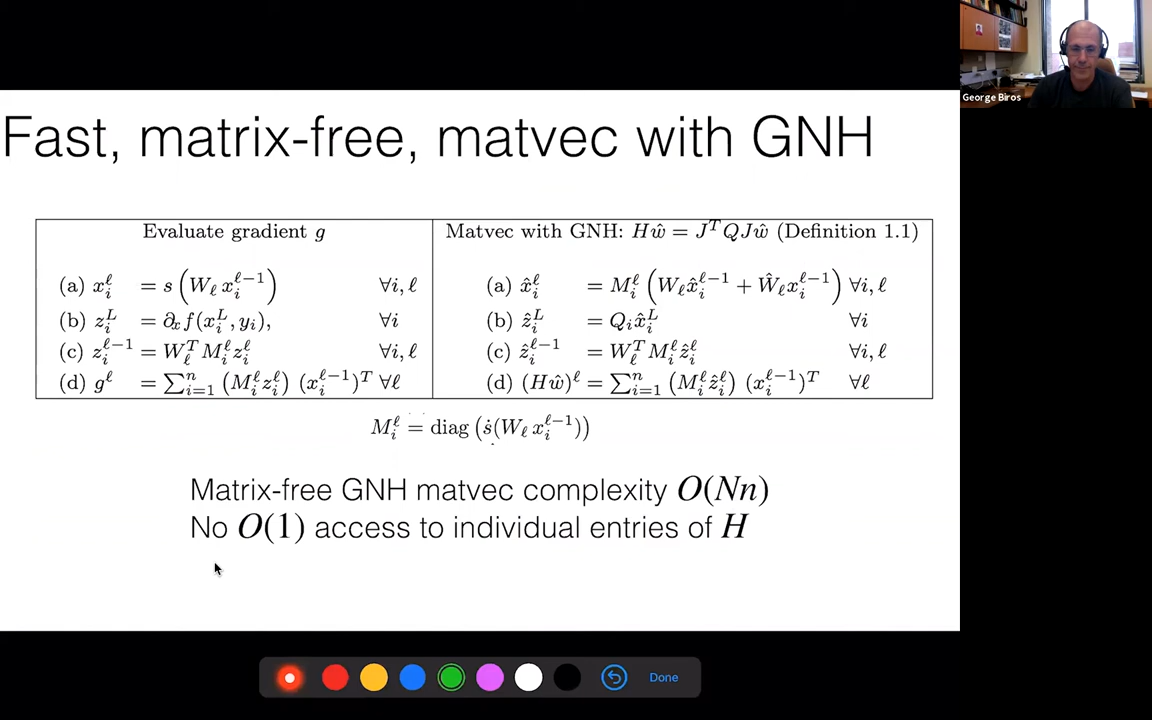 George Biros
Fast, matrix-free, matvec with GNH
Evaluate gradient g
(a) x_i^ℓ = s (W_ℓ x_i^{ℓ−1}) ∀i, ℓ
(b) z_i^L = ∂_x f(x_i^L, y_i), ∀i
(c) z_i^{ℓ−1} = W_ℓ^T M_i^ℓ z_i^ℓ ∀i, ℓ
(d) g^ℓ = ∑_{i=1}^n (M_i^ℓ z_i^ℓ) (x_i^{ℓ−1})^T ∀ℓ
Matvec with GNH: Hŵ = J^T QJŵ (Definition 1.1)
(a) x̂_i^ℓ = M_i^ℓ (W_ℓ x̂_i^{ℓ−1} + Ŵ_ℓ x_i^{ℓ−1}) ∀i, ℓ
(b) ẑ_i^L = Q_i x̂_i^L ∀i
(c) ẑ_i^{ℓ−1} = W_ℓ^T M_i^ℓ ẑ_i^ℓ ∀i, ℓ
(d) (Hŵ)^ℓ = ∑_{i=1}^n (M_i^ℓ ẑ_i^ℓ) (x_i^{ℓ−1})^T ∀ℓ
M_i^ℓ = diag (ṡ(W_ℓ x_i^{ℓ−1}))
Matrix-free GNH matvec complexity O(Nn)
No O(1) access to individual entries of H
Done